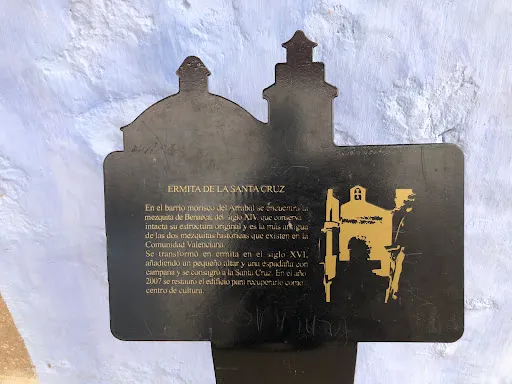 ERMITA DE LA SANTA CRUZ
En el barrio morisco del Arrabal se encuentra la
mezquita de Benaoçai, del siglo XIV, que conserva
intacta su estructura original y es la más antigua
de las dos mezquitas históricas que existen en la
Comunidad Valenciana.
Se transformó en ermita en el siglo XVI,
añadiendo un pequeño altar y una espadaña con
campana y se consagró a la Santa Cruz. En el año
2007 se restauró el edificio para recuperarlo como
centro de cultura.